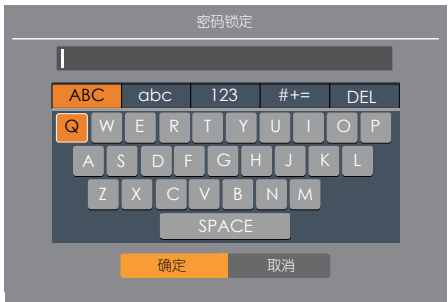 密码锁定
ABC abc 123 #+= DEL
Q W E R T Y U I O P
A S D F G H J K L
Z X C V B N M
SPACE
确定 取消